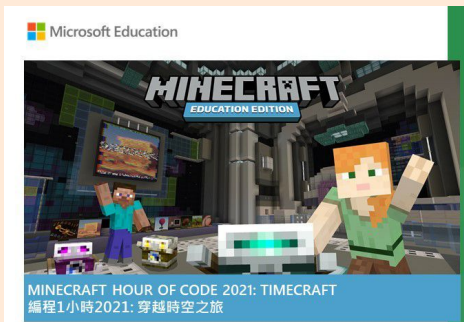 Microsoft Education
MINECRAFT
EDUCATION EDITION
MINECRAFT HOUR OF CODE 2021: TIMECRAFT
編程1小時2021: 穿越時空之旅